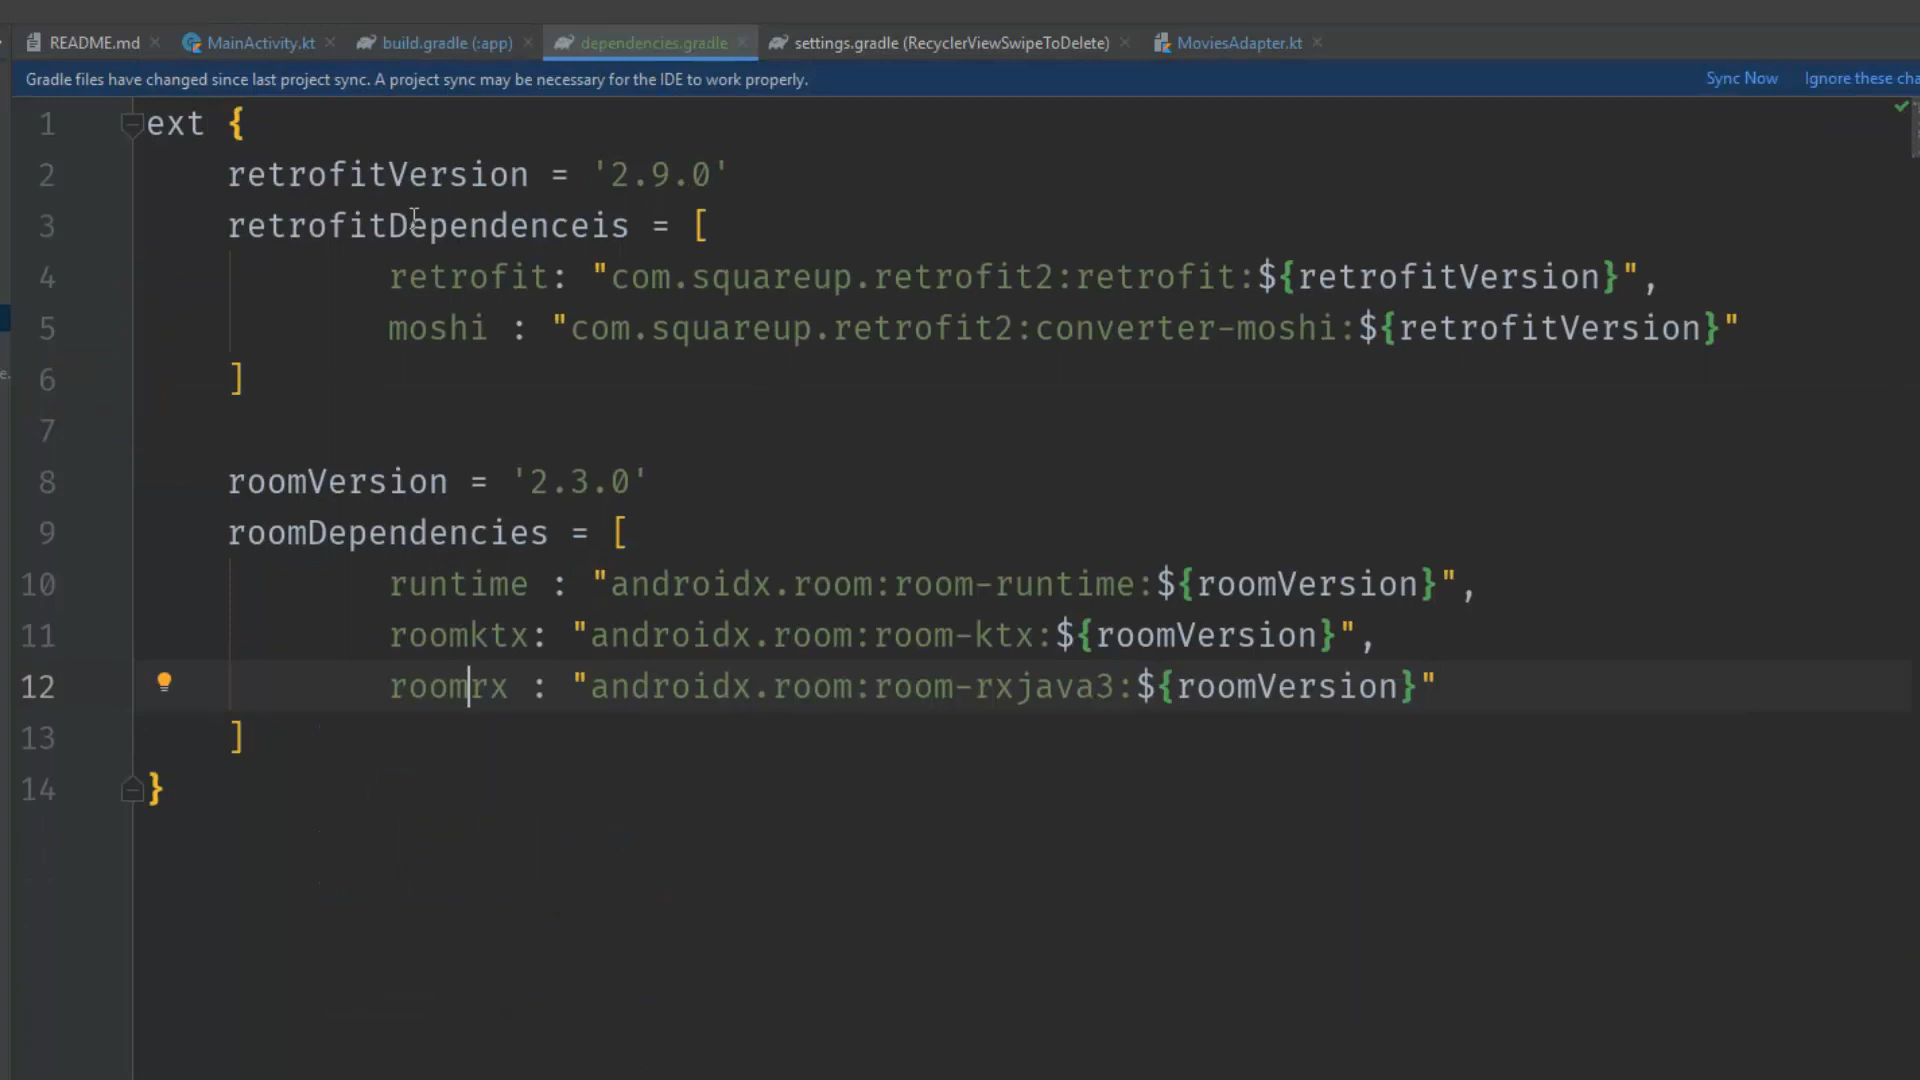 README.md MainActivity.kt build.gradle (:app) dependencies.gradle settings.gradle (RecyclerViewSwipeToDelete) MoviesAdapter.kt
Gradle files have changed since last project sync. A project sync may be necessary for the IDE to work properly. Sync Now Ignore these cha
1 ext {
2 retrofitVersion = '2.9.0'
3 retrofitDependenceis = [
4 retrofit: "com.squareup.retrofit2:retrofit:${retrofitVersion}",
5 moshi : "com.squareup.retrofit2:converter-moshi:${retrofitVersion}"
6 ]
7
8 roomVersion = '2.3.0'
9 roomDependencies = [
10 runtime : "androidx.room:room-runtime:${roomVersion}",
11 roomktx: "androidx.room:room-ktx:${roomVersion}",
12 roomrx : "androidx.room:room-rxjava3:${roomVersion}"
13 ]
14 }